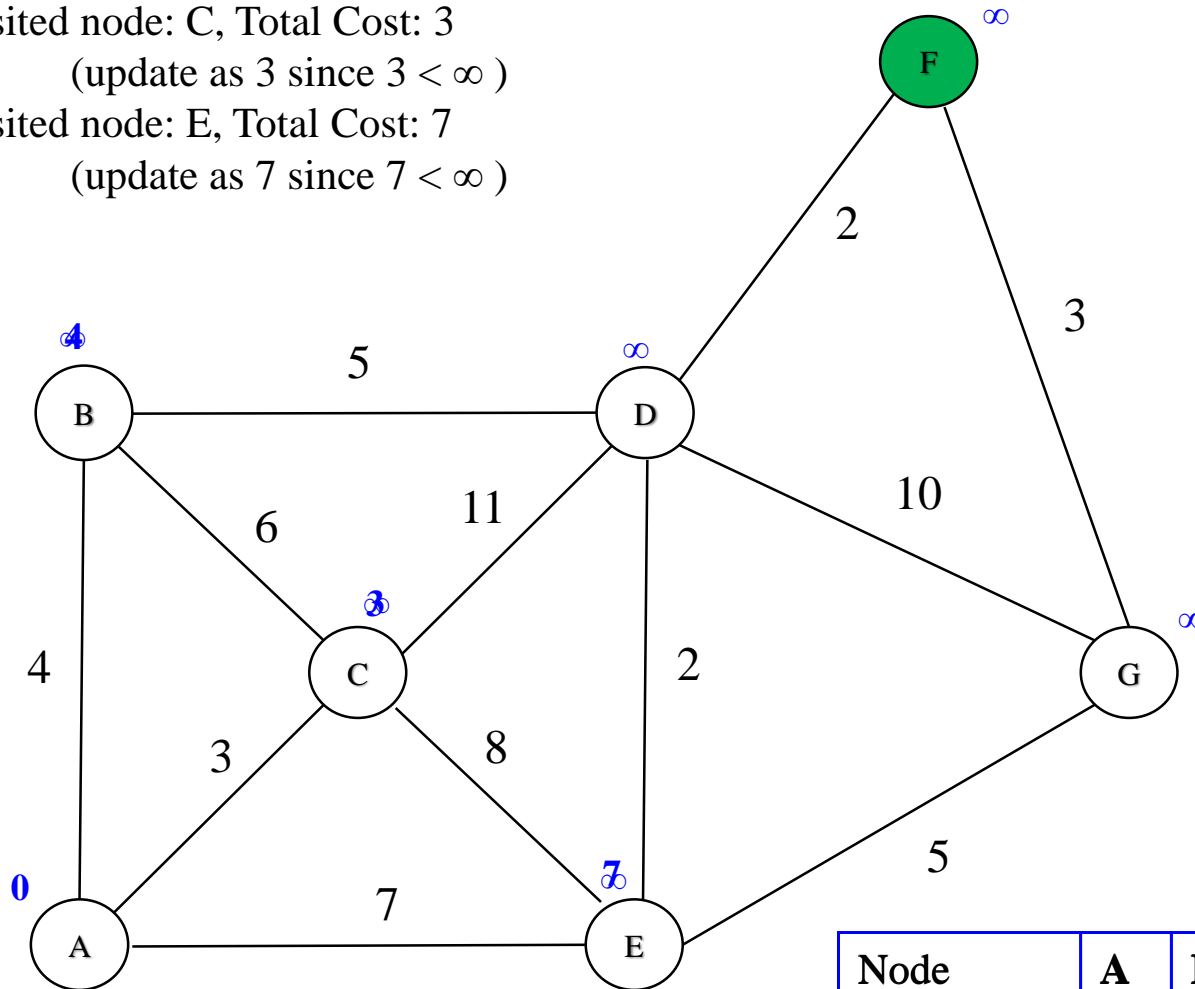 sited node: C, Total Cost: 3
(update as 3 since 3 < ∞ )
sited node: E, Total Cost: 7
(update as 7 since 7 < ∞ )
∞
F
2
3
4
∞
5
∞
B
D
6
11
10
3
∞
∞
4
C
2
G
3
8
7
∞
5
0
7
A
E
Node A